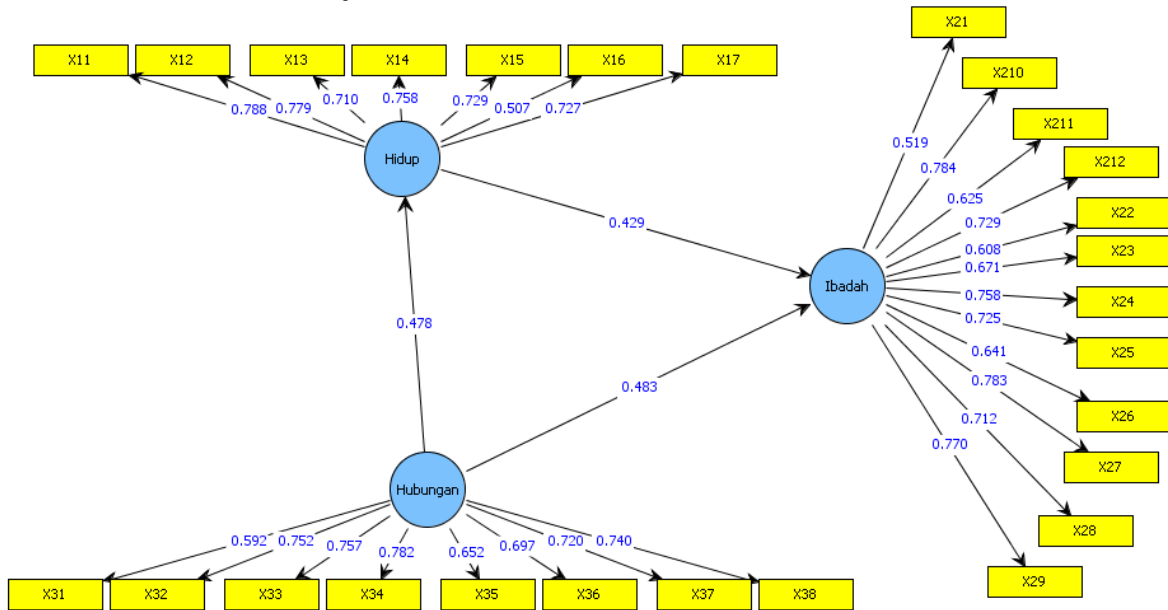 X21
X11 X12 X13 X14 X15 X16 X17
X210
0.788 0.779 0.710 0.758 0.729 0.507 0.727
X211
0.519
Hidup
X212
0.784
0.625
X22
0.729
0.429
0.608
X23
0.671
Ibadah
0.758
X24
0.725
0.478
X25
0.641
0.483
0.783
X26
0.712
0.770
X27
Hubungan
X28
0.592 0.752 0.757 0.782 0.652 0.697 0.720 0.740
X29
X31 X32 X33 X34 X35 X36 X37 X38